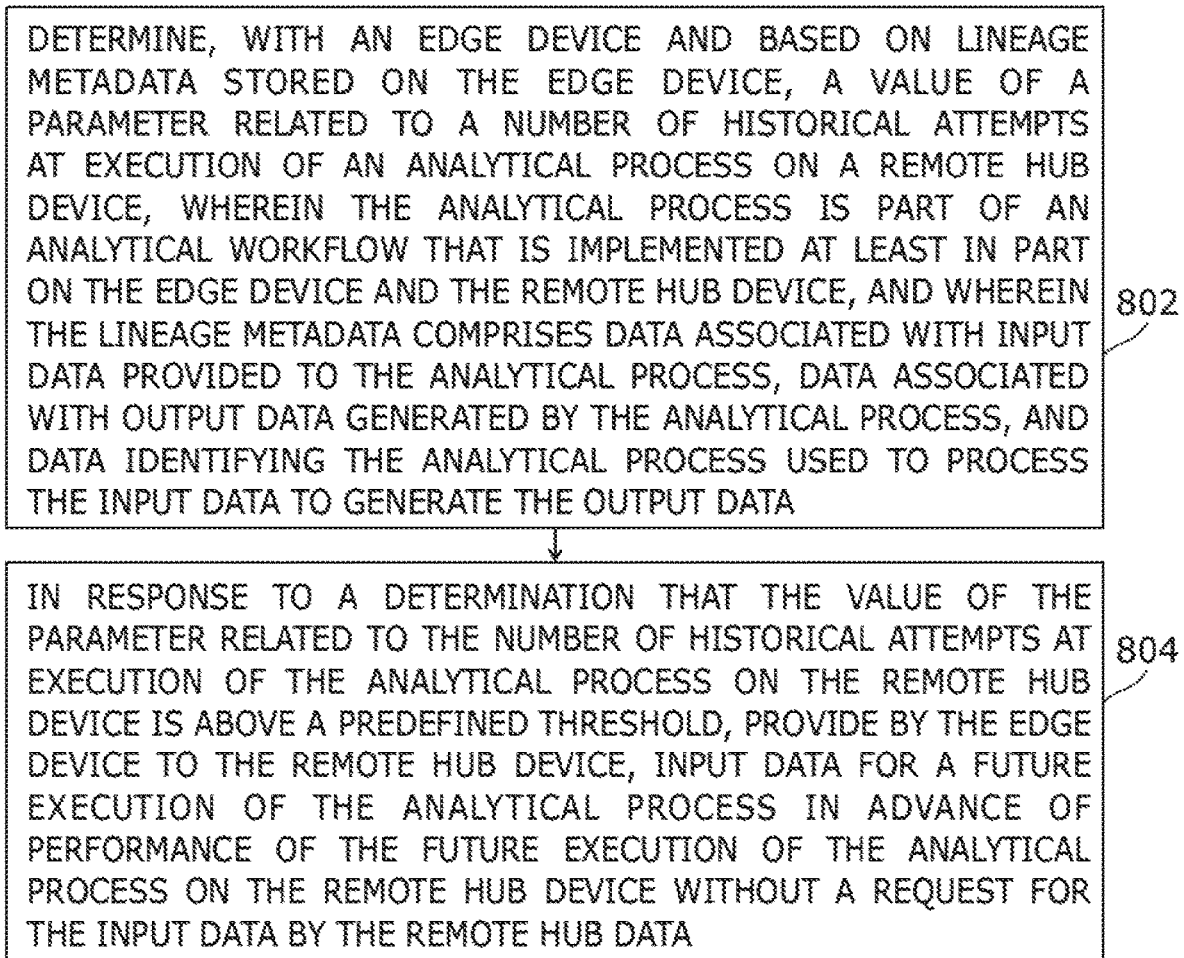 DETERMINE, WITH AN EDGE DEVICE AND BASED ON LINEAGE
METADATA STORED ON THE EDGE DEVICE, A VALUE OF A
PARAMETER RELATED TO A NUMBER OF HISTORICAL ATTEMPTS
AT EXECUTION OF AN ANALYTICAL PROCESS ON A REMOTE HUB
DEVICE, WHEREIN THE ANALYTICAL PROCESS IS PART OF AN
ANALYTICAL WORKFLOW THAT IS IMPLEMENTED AT LEAST IN PART
ON THE EDGE DEVICE AND THE REMOTE HUB DEVICE, AND WHEREIN
THE LINEAGE METADATA COMPRISES DATA ASSOCIATED WITH INPUT
DATA PROVIDED TO THE ANALYTICAL PROCESS, DATA ASSOCIATED
WITH OUTPUT DATA GENERATED BY THE ANALYTICAL PROCESS, AND
DATA IDENTIFYING THE ANALYTICAL PROCESS USED TO PROCESS
THE INPUT DATA TO GENERATE THE OUTPUT DATA
802
IN RESPONSE TO A DETERMINATION THAT THE VALUE OF THE
PARAMETER RELATED TO THE NUMBER OF HISTORICAL ATTEMPTS AT
EXECUTION OF THE ANALYTICAL PROCESS ON THE REMOTE HUB
DEVICE IS ABOVE A PREDEFINED THRESHOLD, PROVIDE BY THE EDGE
DEVICE TO THE REMOTE HUB DEVICE, INPUT DATA FOR A FUTURE
EXECUTION OF THE ANALYTICAL PROCESS IN ADVANCE OF
PERFORMANCE OF THE FUTURE EXECUTION OF THE ANALYTICAL
PROCESS ON THE REMOTE HUB DEVICE WITHOUT A REQUEST FOR
THE INPUT DATA BY THE REMOTE HUB DATA
804